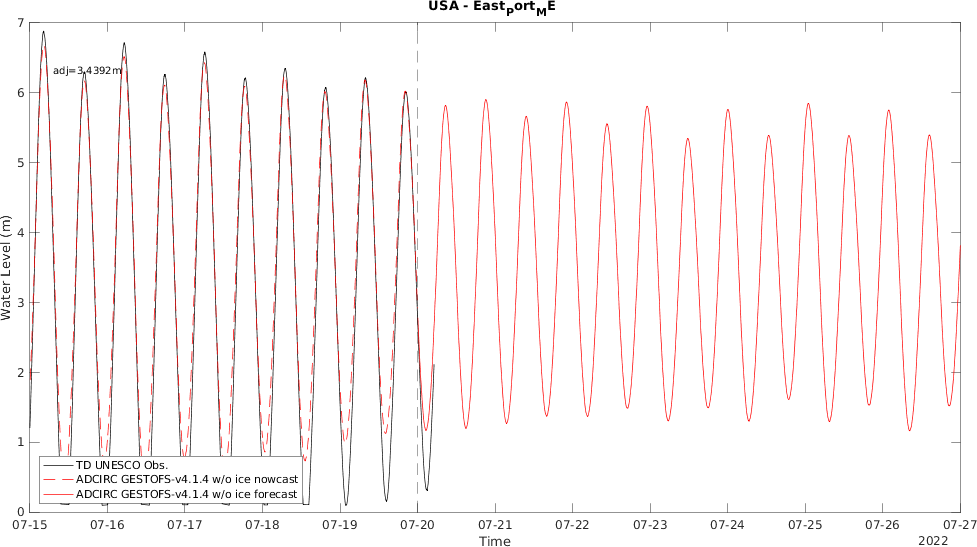 USA - East_Port_ME
7
6
5
4
3
2
1
0
Water Level (m)
adj=3.4392m
TD UNESCO Obs.
ADCIRC GESTOFS-v4.1.4 w/o ice nowcast
ADCIRC GESTOFS-v4.1.4 w/o ice forecast
07-15 07-16 07-17 07-18 07-19 07-20 07-21 07-22 07-23 07-24 07-25 07-26 07-27
Time
2022